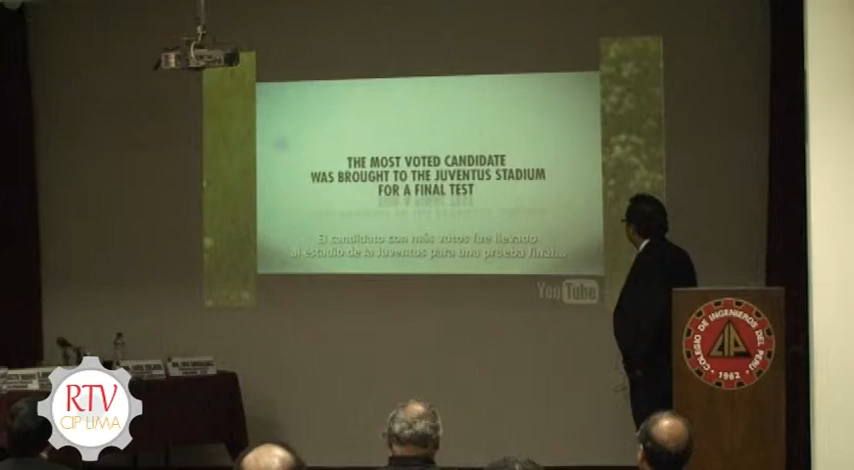 THE MOST VOTED CANDIDATE
WAS BROUGHT TO THE JUVENTUS STADIUM
FOR A FINAL TEST
El candidato con más votos fue llevado
al estadio de la Juventus para una prueba final...
YouTube
COLEGIO DE INGENIEROS DEL PERU
CIP
1962
RTV
CIP LIMA